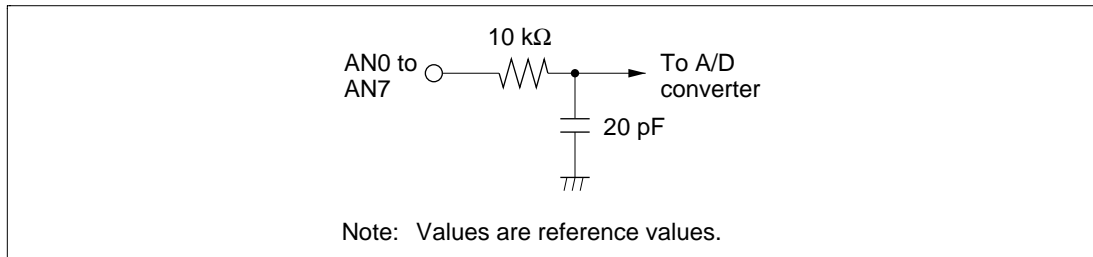 10 kΩ
AN0 to
AN7
To A/D
converter
20 pF
Note: Values are reference values.